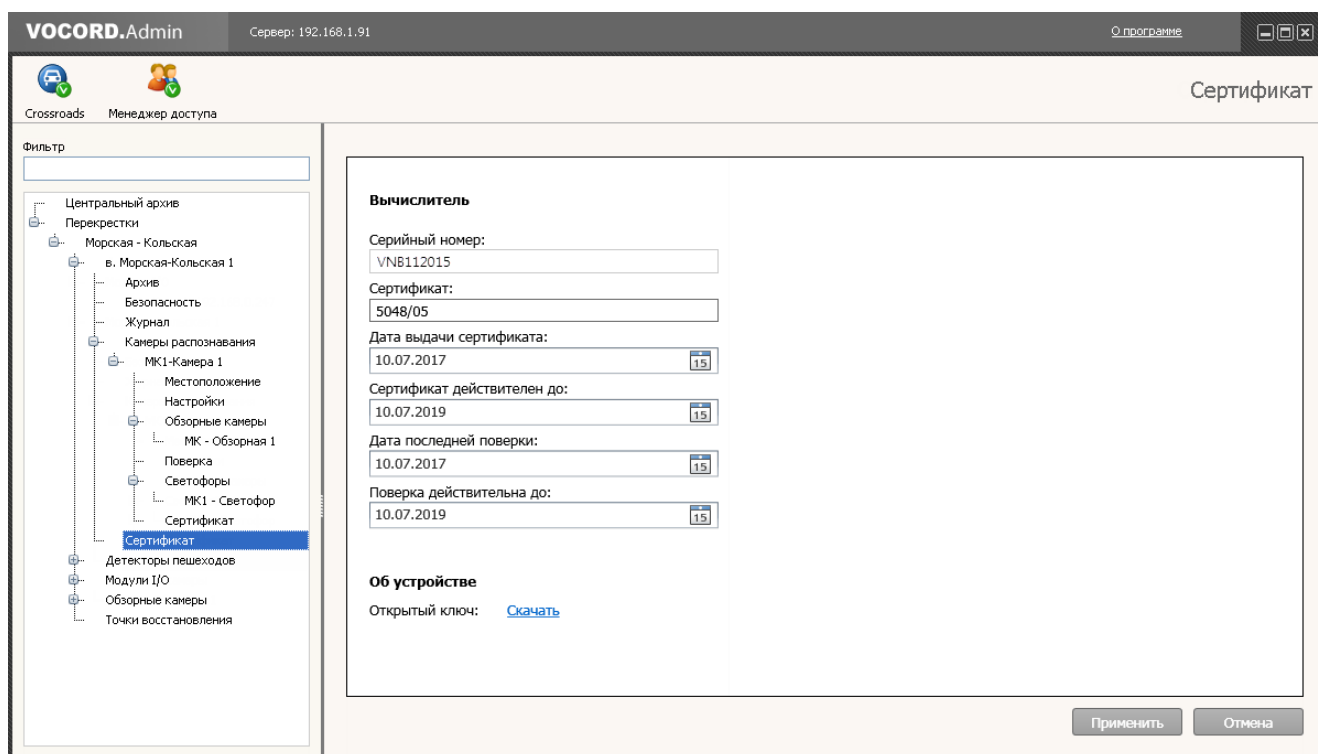 VOCORD.Admin Сервер: 192.168.1.91 О программе
Crossroads Менеджер доступа
Сертификат
Фильтр
Центральный архив
Перекрестки
Морская - Кольская
в. Морская-Кольская 1
Архив
Безопасность
Журнал
Камеры распознавания
МК1-Камера 1
Местоположение
Настройки
Обзорные камеры
МК - Обзорная 1
Поверка
Светофоры
МК1 - Светофор
Сертификат
Сертификат
Детекторы пешеходов
Модули I/O
Обзорные камеры
Точки восстановления
Вычислитель
Серийный номер:
VNB112015
Сертификат:
5048/05
Дата выдачи сертификата:
10.07.2017 15
Сертификат действителен до:
10.07.2019 15
Дата последней поверки:
10.07.2017 15
Поверка действительна до:
10.07.2019 15
Об устройстве
Открытый ключ: Скачать
Применить Отмена